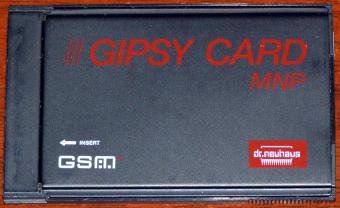 GIPSY CARD
MNP
INSERT
GSM
dr.neuhaus